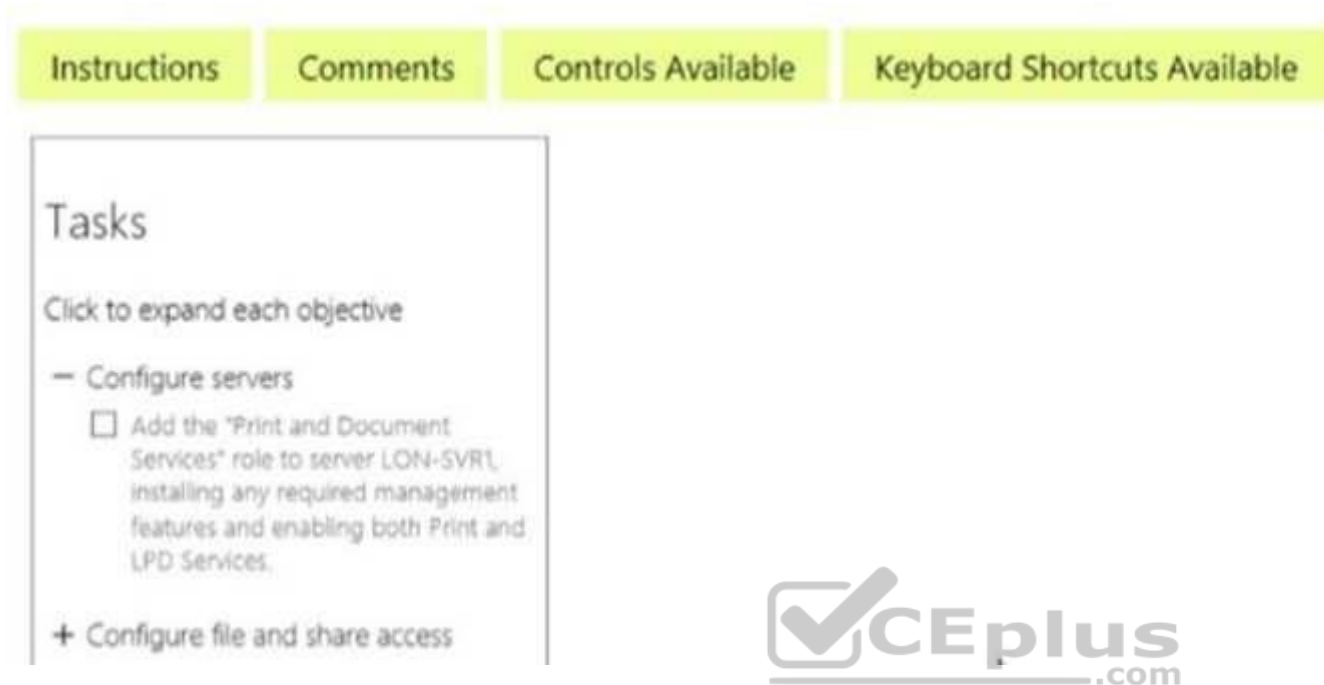 Instructions Comments Controls Available Keyboard Shortcuts Available
Tasks
Click to expand each objective
− Configure servers
Add the "Print and Document
Services" role to server LON-SVR1,
installing any required management
features and enabling both Print and
LPD Services.
+ Configure file and share access
CEplus
.com